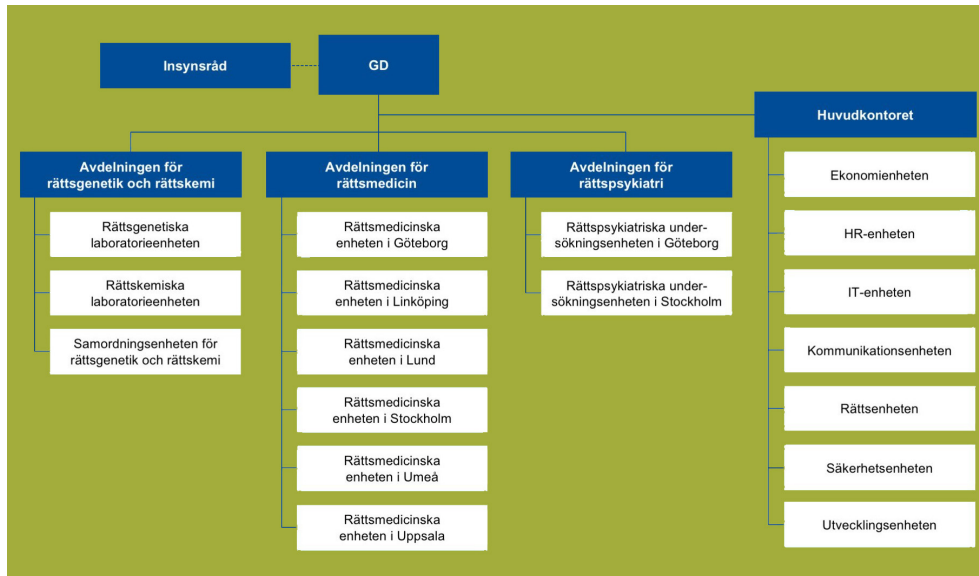 Insynsråd
GD
Huvudkontoret
Avdelningen för
rättsgenetik och rättskemi
Rättsgenetiska
laboratorieenheten
Rättskemiska
laboratorieenheten
Samordningsenheten för
rättsgenetik och rättskemi
Avdelningen för
rättsmedicin
Rättsmedicinska
enheten i Göteborg
Rättsmedicinska
enheten i Linköping
Rättsmedicinska
enheten i Lund
Rättsmedicinska
enheten i Stockholm
Rättsmedicinska
enheten i Umeå
Rättsmedicinska
enheten i Uppsala
Avdelningen för
rättspsykiatri
Rättspsykiatriska under-
sökningsenheten i Göteborg
Rättspsykiatriska under-
sökningsenheten i Stockholm
Ekonomienheten
HR-enheten
IT-enheten
Kommunikationsenheten
Rättsenheten
Säkerhetsenheten
Utvecklingsenheten